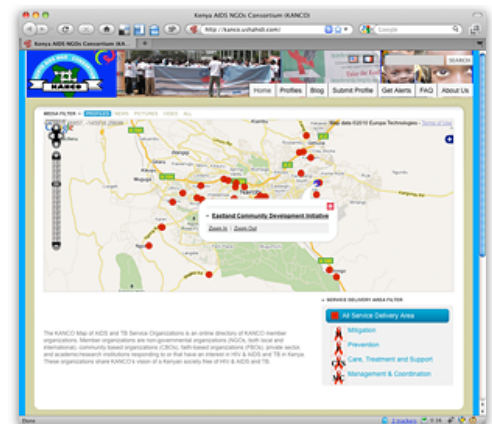 Kenya AIDS NGOs Consortium (KANCO)
http://kanco.ushahidi.com/
Google
Kenya AIDS NGOs Consortium (KA...
KANCO
SEARCH
Home Profiles Blog Submit Profile Get Alerts FAQ About Us
MEDIA FILTER PROFILES NEWS PICTURES VIDEO ALL
Map data ©2010 Europa Technologies - Terms of Use
Kiambu
Githurai
Wangige
Kikuyu
Muguga
Nairobi
Eastland Community Development Initiative
Zoom In Zoom Out
SERVICE DELIVERY AREA FILTER
All Service Delivery Area
Mitigation
Prevention
Care, Treatment and Support
Management & Coordination
The KANCO Map of AIDS and TB Service Organizations is an online directory of KANCO member
organizations. Member organizations are non-governmental organizations (NGOs, both local and
international), community based organizations (CBOs), faith-based organizations (FBOs), private sector,
and academic/research institutions responding to or that have an interest in HIV & AIDS and TB in Kenya.
These organizations share KANCO's vision of a Kenyan society free of HIV & AIDS and TB.
Done
2 trackers